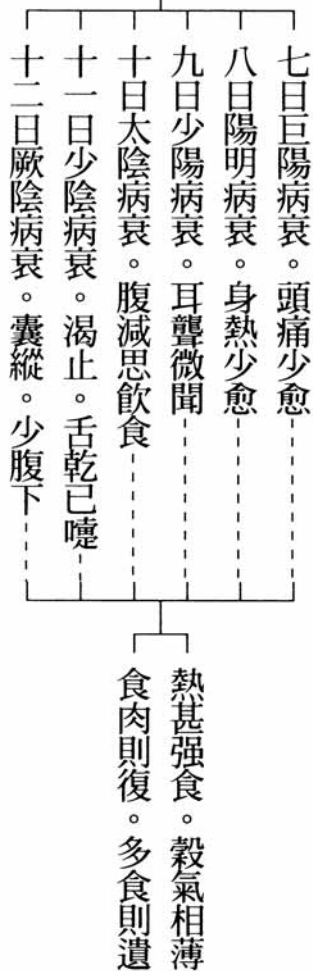 七日巨陽病衰。頭痛少愈
八日陽明病衰。身熱少愈
九日少陽病衰。耳聾微聞
十日太陰病衰。腹減思飲食
十一日少陰病衰。渴止。舌乾已嚏
十二日厥陰病衰。囊縱。少腹下
熱甚强食。穀氣相薄
食肉則復。多食則遺